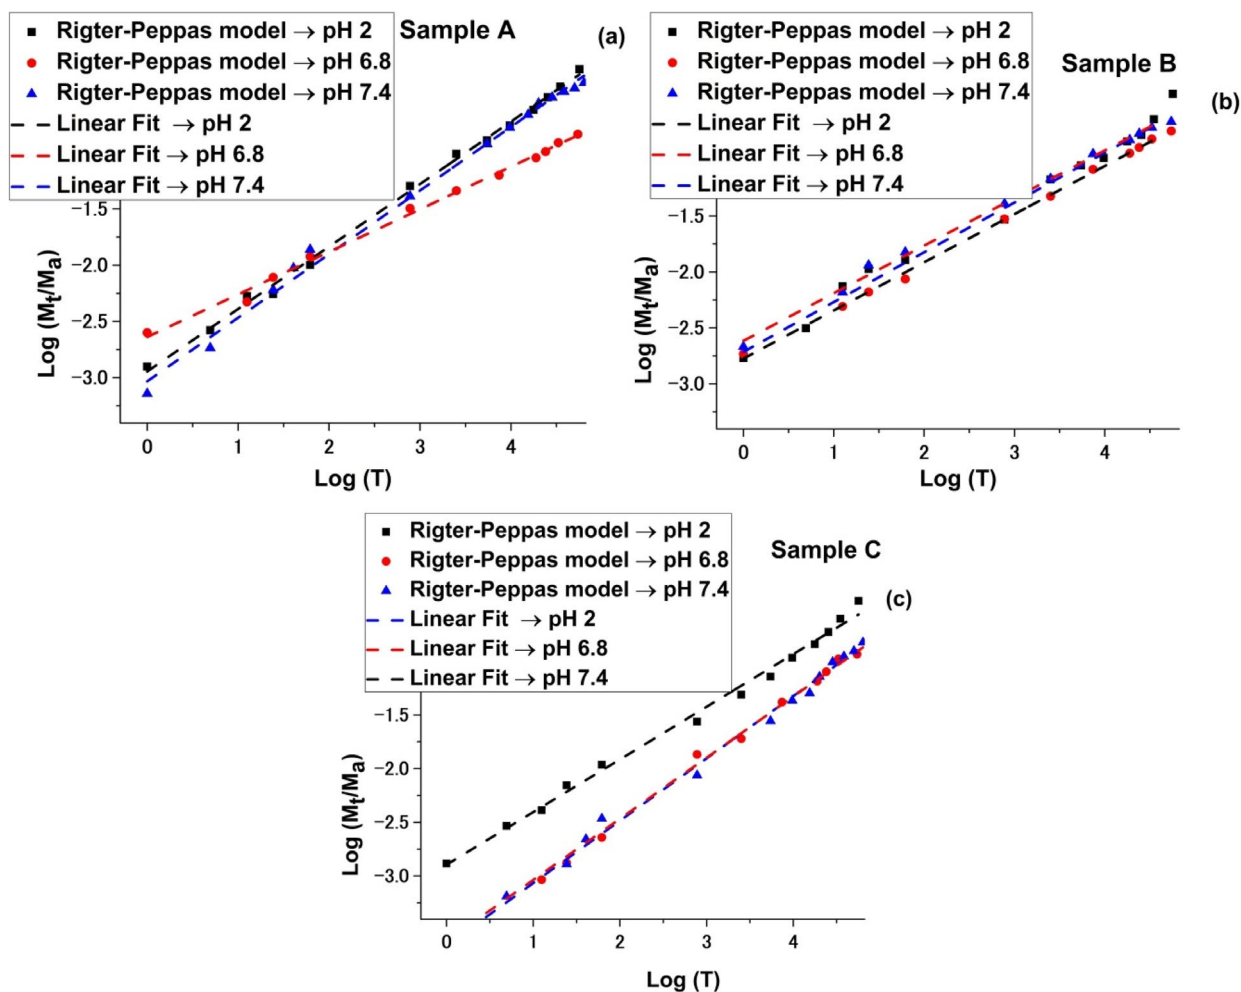 Sample A
(a)
■ Rigter-Peppas model → pH 2
● Rigter-Peppas model → pH 6.8
▲ Rigter-Peppas model → pH 7.4
Linear Fit → pH 2
Linear Fit → pH 6.8
Linear Fit → pH 7.4
−1.5
−2.0
−2.5
−3.0
Log (Mt/Ma)
0 1 2 3 4
Log (T)
Sample B
(b)
■ Rigter-Peppas model → pH 2
● Rigter-Peppas model → pH 6.8
▲ Rigter-Peppas model → pH 7.4
Linear Fit → pH 2
Linear Fit → pH 6.8
Linear Fit → pH 7.4
−1.5
−2.0
−2.5
−3.0
Log (Mt/Ma)
0 1 2 3 4
Log (T)
Sample C
(c)
■ Rigter-Peppas model → pH 2
● Rigter-Peppas model → pH 6.8
▲ Rigter-Peppas model → pH 7.4
Linear Fit → pH 2
Linear Fit → pH 6.8
Linear Fit → pH 7.4
−1.5
−2.0
−2.5
−3.0
Log (Mt/Ma)
0 1 2 3 4
Log (T)